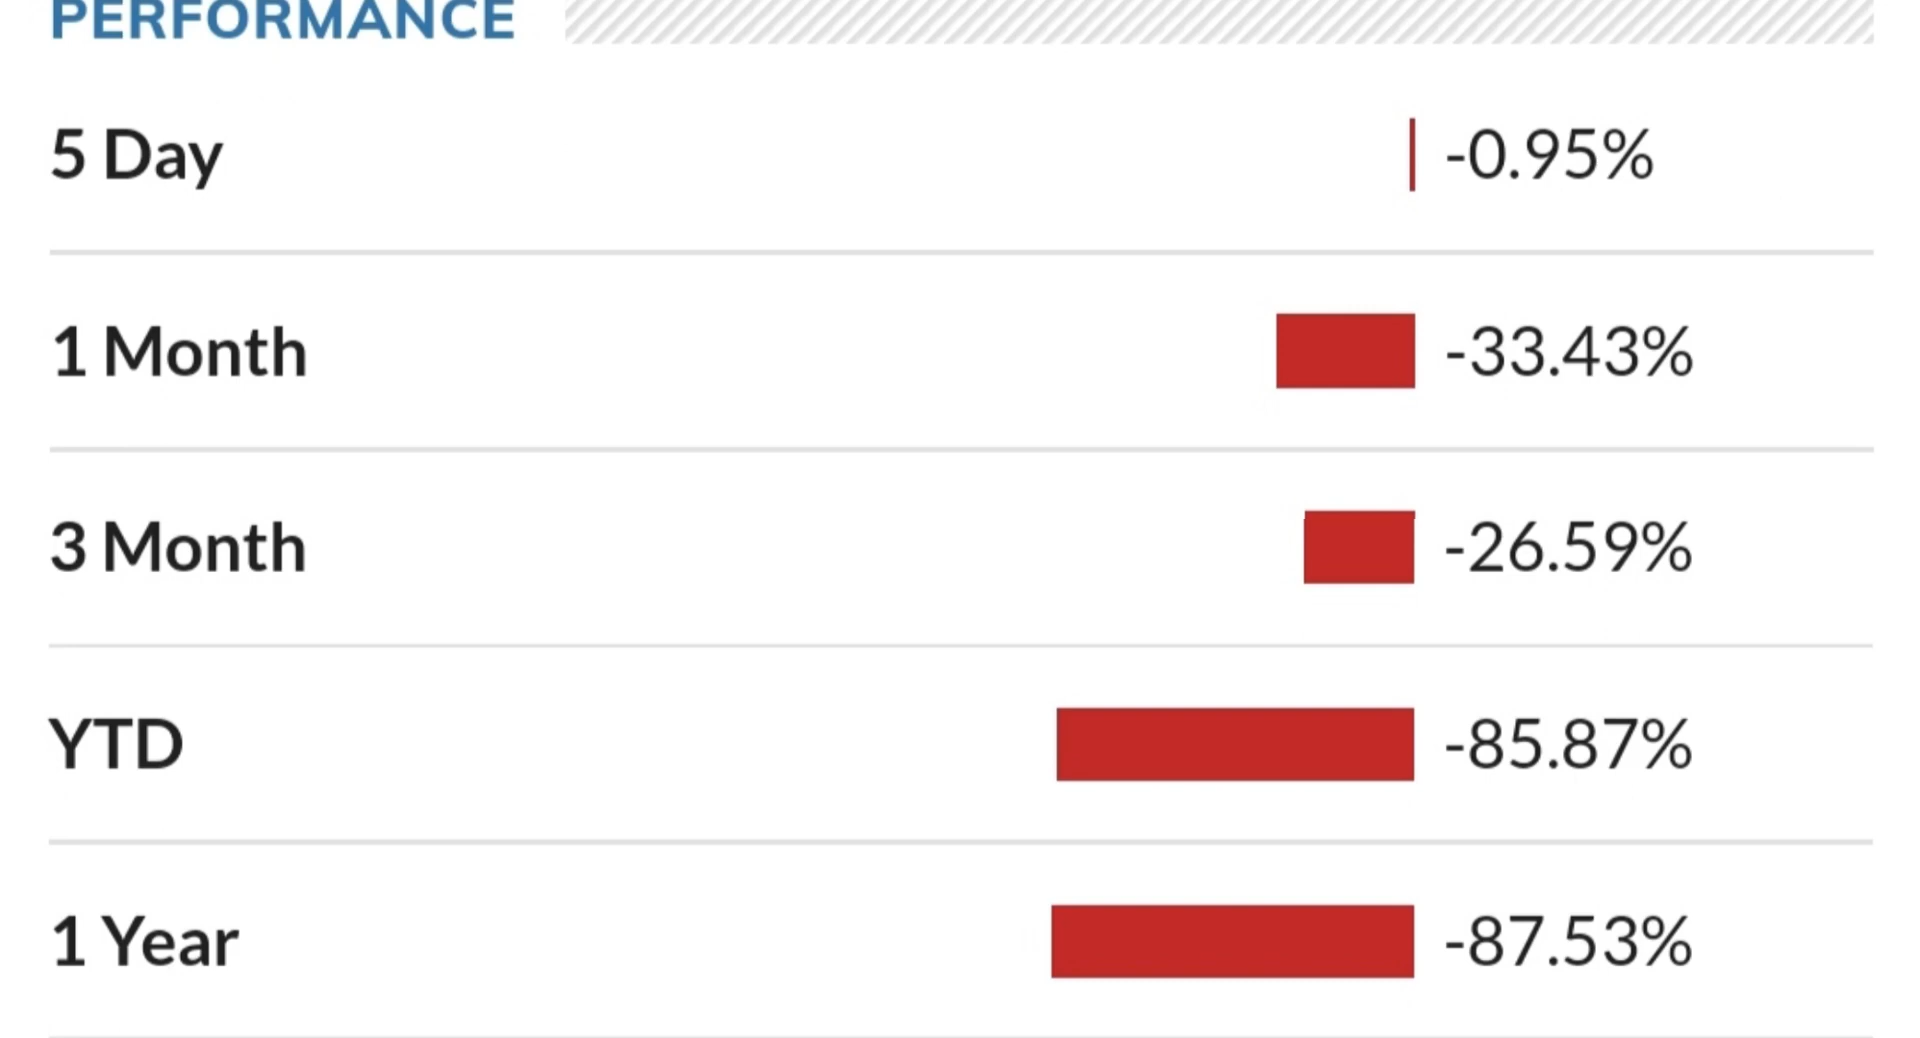 PERFORMANCE
5 Day -0.95%
1 Month -33.43%
3 Month -26.59%
YTD -85.87%
1 Year -87.53%